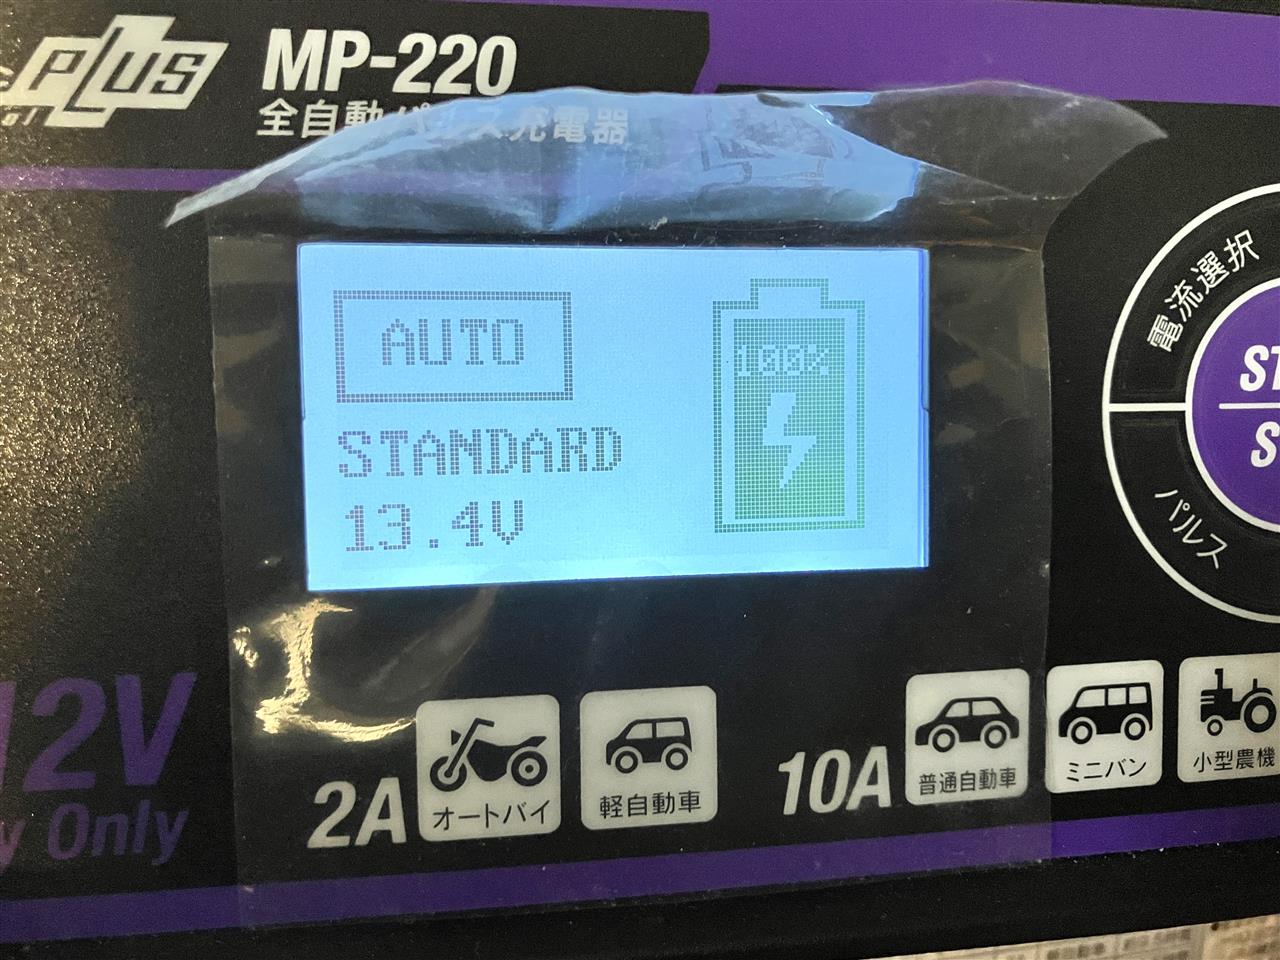 PLUS
MP-220
全自動パルス充電器
AUTO
100%
STANDARD
13.4V
電流選択
ST
S
パルス
12V
y Only
2A
オートバイ
軽自動車
10A
普通自動車
ミニバン
小型農機